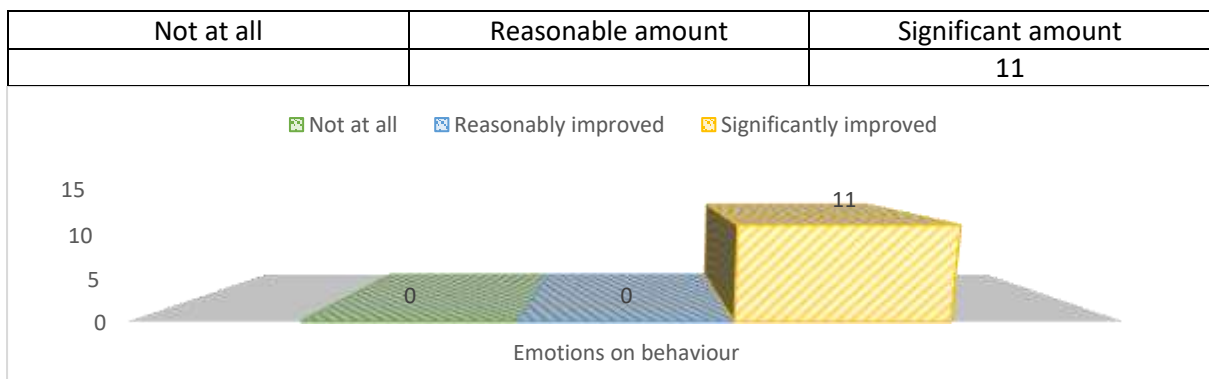 Not at all Reasonable amount Significant amount
11
Not at all Reasonably improved Significantly improved
15
11
10
5
0 0
0
Emotions on behaviour